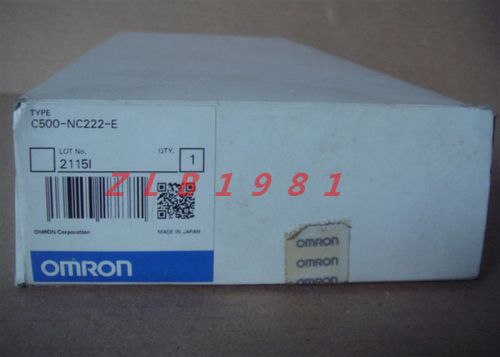 TYPE
C500-NC222-E
LOT No.
QTY.
2115I
1
ZLB1981
OMRON Corporation
MADE IN JAPAN
OMRON
OMRON
OMRON
OMRON